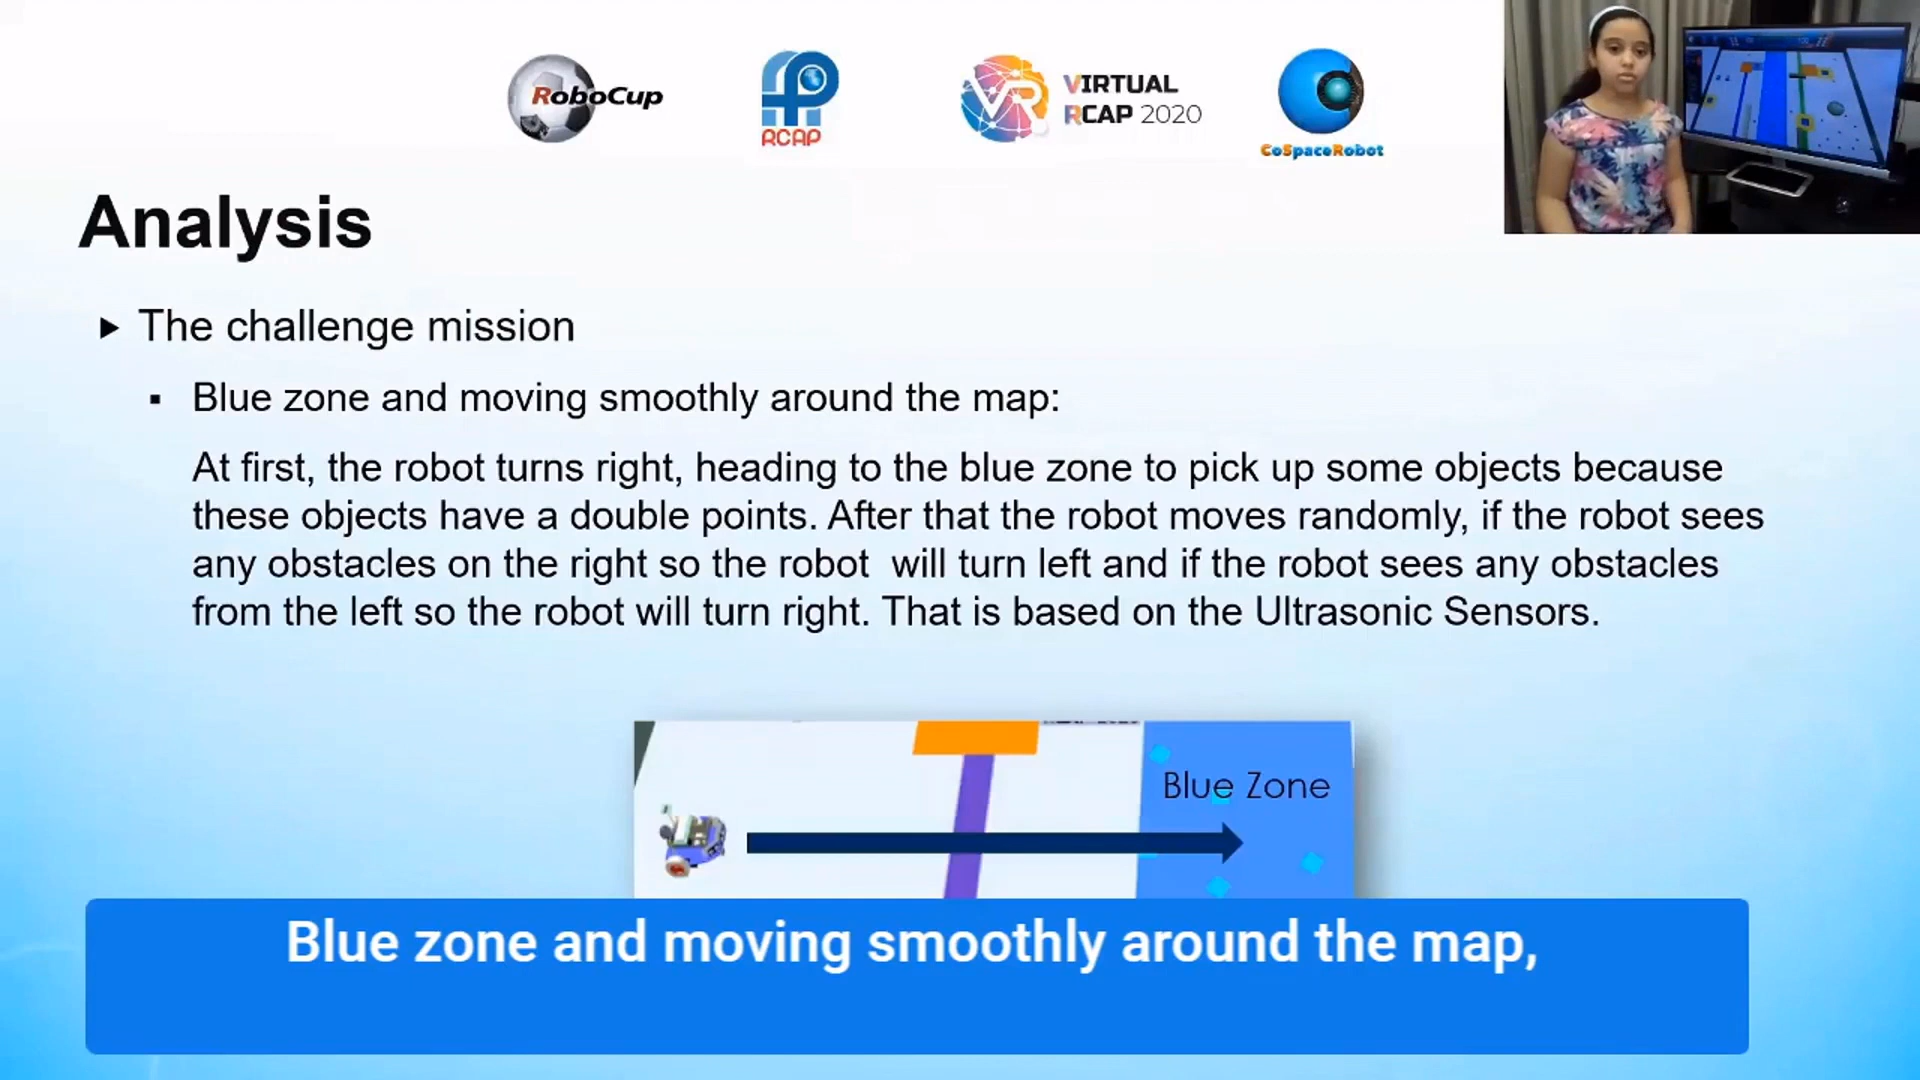 RoboCup
RCAP
VR
VIRTUAL
RCAP 2020
CoSpaceRobot
Analysis
The challenge mission
Blue zone and moving smoothly around the map:
At first, the robot turns right, heading to the blue zone to pick up some objects because
these objects have a double points. After that the robot moves randomly, if the robot sees
any obstacles on the right so the robot  will turn left and if the robot sees any obstacles
from the left so the robot will turn right. That is based on the Ultrasonic Sensors.
Blue Zone
Blue zone and moving smoothly around the map,